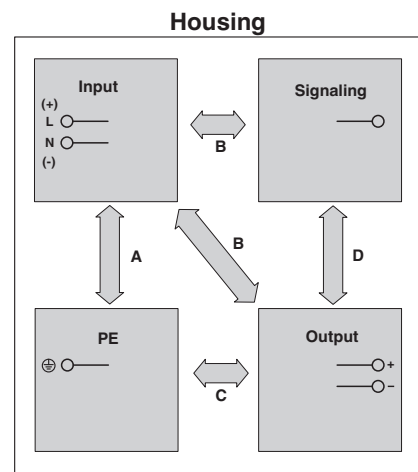 Housing
Input
Signaling
(+)
L
N
(-)
B
A
B
D
PE
Output
+
−
C